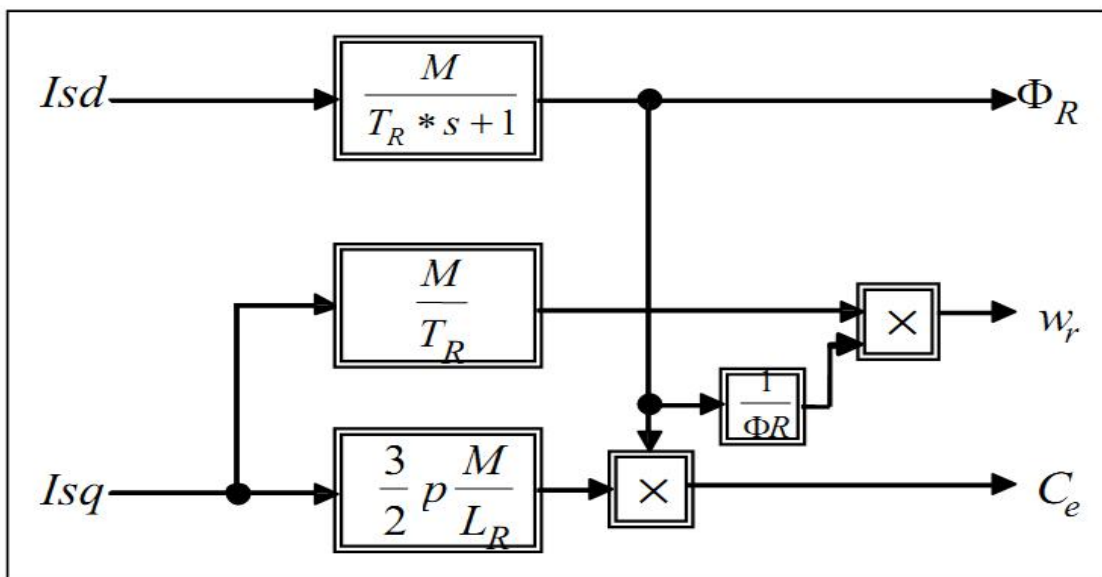 Isd
M
T_R * s + 1
Φ_R
M
T_R
×
w_r
1
ΦR
Isq
3/2 p M/L_R
×
C_e